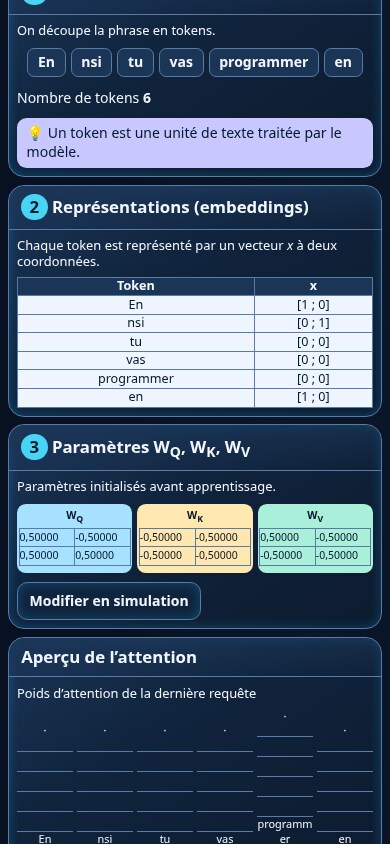 On découpe la phrase en tokens.
En nsi tu vas programmer en
Nombre de tokens 6
💡 Un token est une unité de texte traitée par le
modèle.
2 Représentations (embeddings)
Chaque token est représenté par un vecteur x à deux
coordonnées.
Token x
En [1 ; 0]
nsi [0 ; 1]
tu [0 ; 0]
vas [0 ; 0]
programmer [0 ; 0]
en [1 ; 0]
3 Paramètres WQ, WK, WV
Paramètres initialisés avant apprentissage.
WQ WK WV
0,50000 -0,50000 -0,50000 -0,50000 0,50000 -0,50000
0,50000 0,50000 -0,50000 -0,50000 -0,50000 -0,50000
Modifier en simulation
Aperçu de l’attention
Poids d’attention de la dernière requête
programm
er
En nsi tu vas en